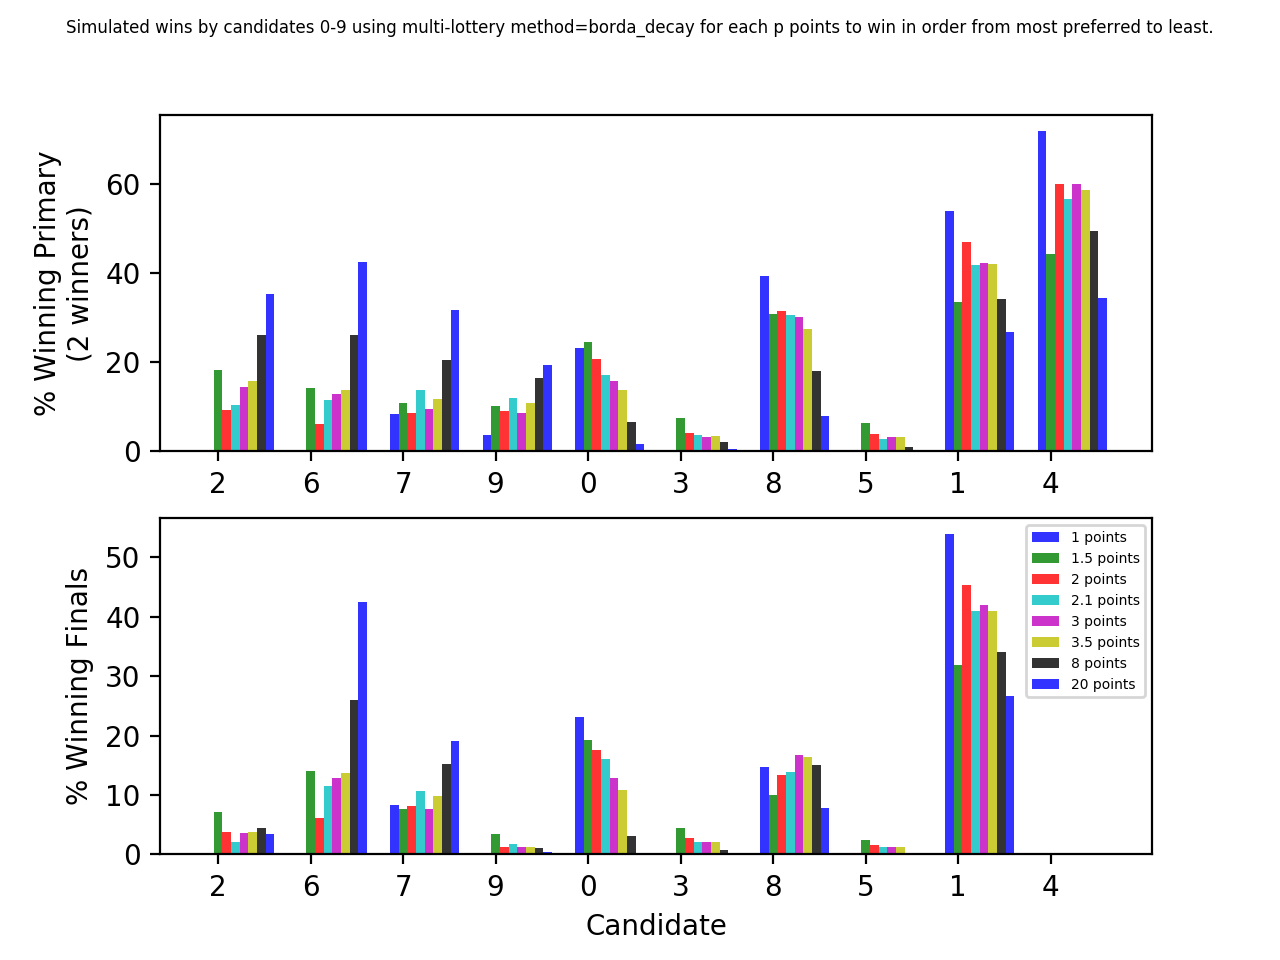 Simulated wins by candidates 0-9 using multi-lottery method=borda_decay for each p points to win in order from most preferred to least.
% Winning Primary
(2 winners)
60
40
20
0
2 6 7 9 0 3 8 5 1 4
% Winning Finals
50
40
30
20
10
0
1 points
1.5 points
2 points
2.1 points
3 points
3.5 points
8 points
20 points
2 6 7 9 0 3 8 5 1 4
Candidate